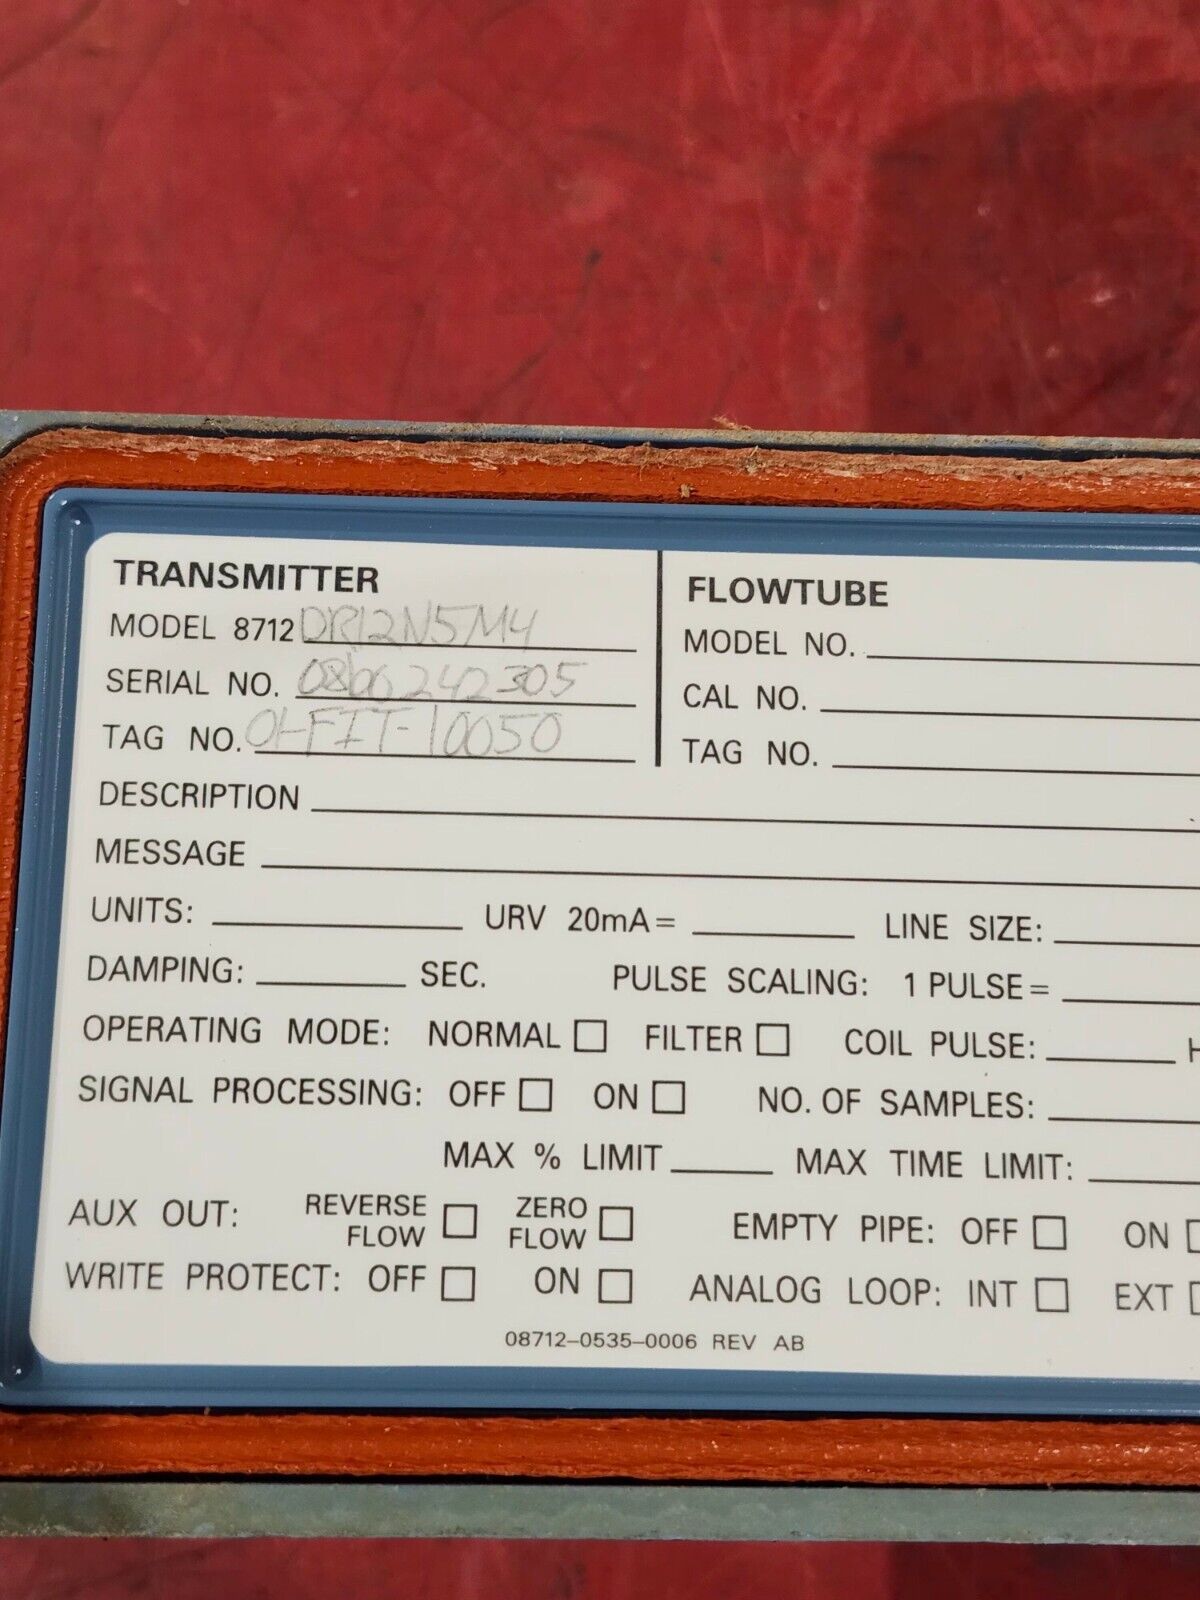 TRANSMITTER
MODEL 8712 DR12N5M4
SERIAL NO. 242305
TAG NO. 01-FIT-10050
FLOWTUBE
MODEL NO.
CAL NO.
TAG NO.
DESCRIPTION
MESSAGE
UNITS: URV 20mA= LINE SIZE:
DAMPING: SEC. PULSE SCALING: 1 PULSE=
OPERATING MODE: NORMAL FILTER COIL PULSE: H
SIGNAL PROCESSING: OFF ON NO. OF SAMPLES:
MAX % LIMIT MAX TIME LIMIT:
AUX OUT: REVERSE FLOW ZERO FLOW EMPTY PIPE: OFF ON
WRITE PROTECT: OFF ON ANALOG LOOP: INT EXT
08712-0535-0006 REV AB